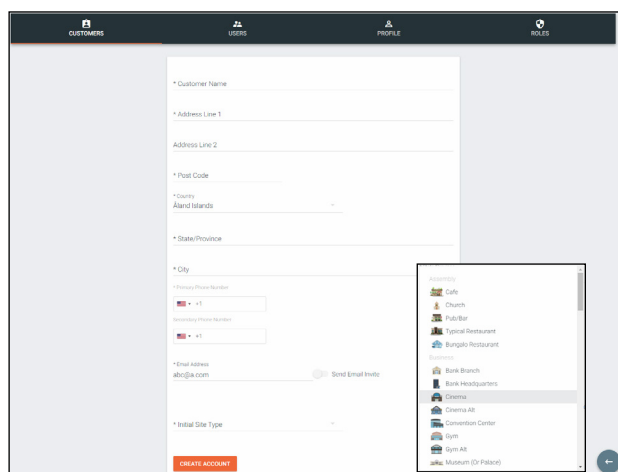 CUSTOMERS USERS PROFILE ROLES
* Customer Name
* Address Line 1
Address Line 2
* Post Code
* Country
Åland Islands
* State/Province
* City
* Primary Phone Number
+1
Secondary Phone Number
+1
* Email Address
abc@a.com
Send Email Invite
* Initial Site Type
CREATE ACCOUNT
Assembly
Cafe
Church
Pub/Bar
Typical Restaurant
Bungalo Restaurant
Business
Bank Branch
Bank Headquarters
Cinema
Cinema Alt
Convention Center
Gym
Gym Alt
Museum (Or Palace)